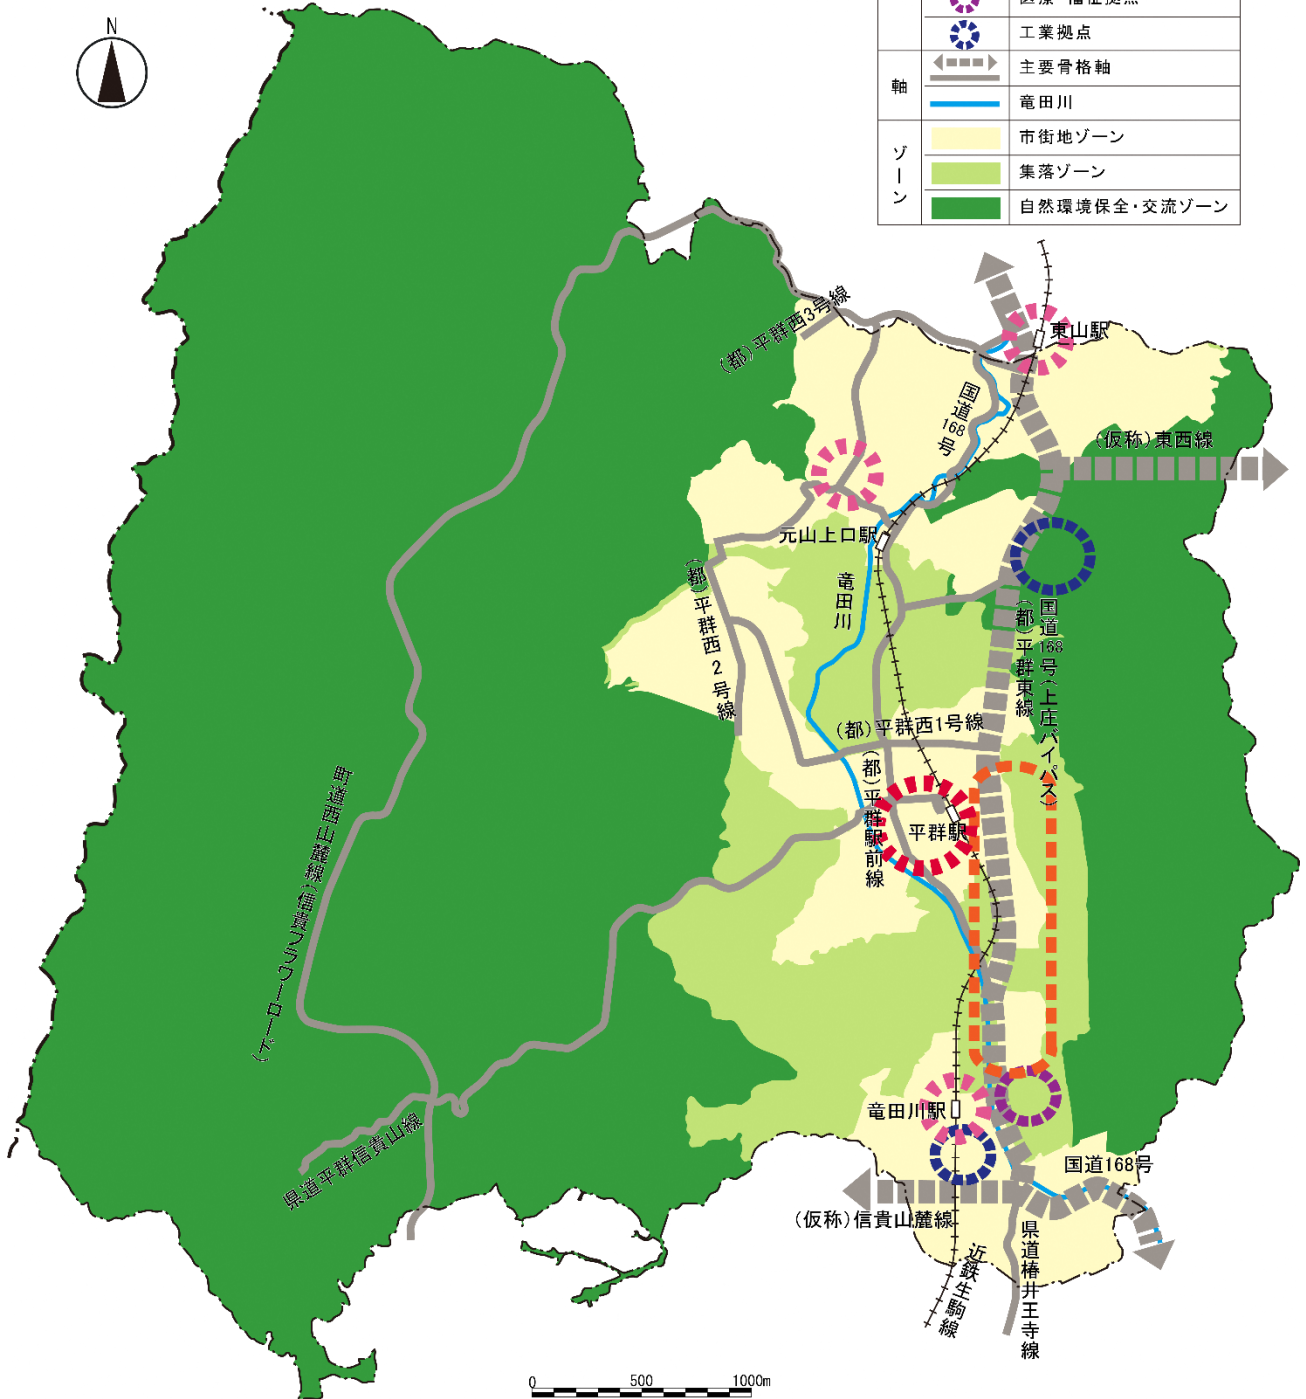 N
医療・福祉拠点
工業拠点
軸
主要骨格軸
竜田川
ゾーン
市街地ゾーン
集落ゾーン
自然環境保全・交流ゾーン
(都)平群西3号線
東山駅
国道168号
(仮称)東西線
元山上口駅
竜田川
(都)平群西2号線
国道168号(上庄バイパス)
(都)平群東線
(都)平群西1号線
(都)平群駅前線
平群駅
町道西山麓線(信貴フラワーロード)
竜田川駅
県道平群信貴山線
国道168号
(仮称)信貴山麓線
近鉄生駒線
県道椿井王寺線
0 500 1000m